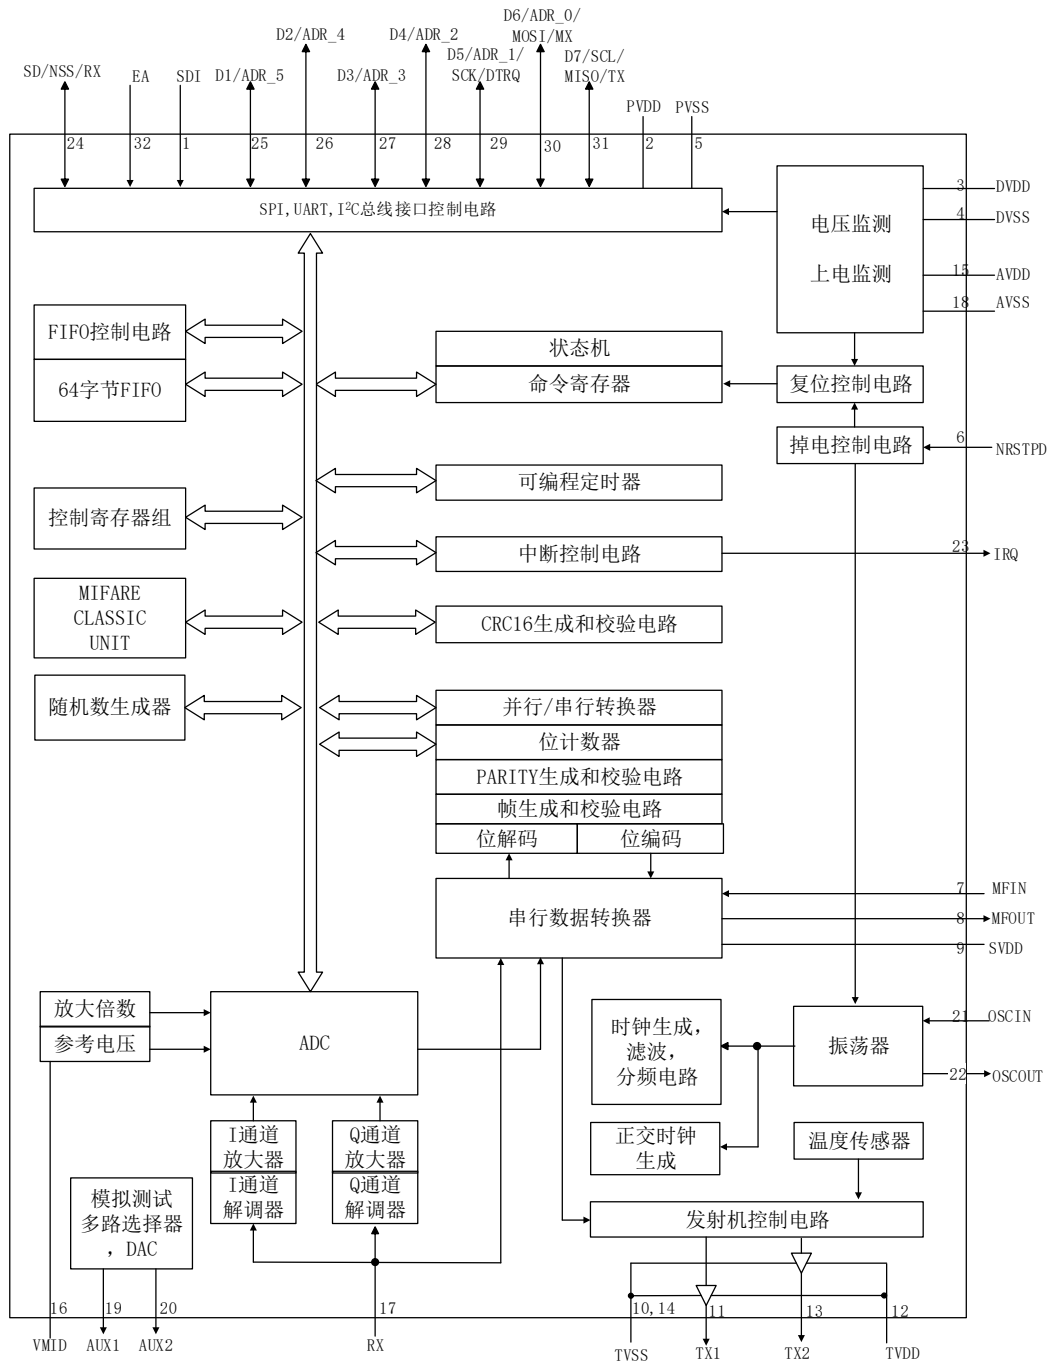 D6/ADR_0/
MOSI/MX
D2/ADR_4
D4/ADR_2
D5/ADR_1/
SCK/DTRQ
D7/SCL/
MISO/TX
SD/NSS/RX
EA
SDI
D1/ADR_5
D3/ADR_3
PVDD
PVSS
24
32
1
25
26
27
28
29
30
31
2
5
SPI,UART,I²C总线接口控制电路
电压监测
上电监测
3
DVDD
4
DVSS
15
AVDD
18
AVSS
FIFO控制电路
64字节FIFO
状态机
命令寄存器
复位控制电路
掉电控制电路
6
NRSTPD
控制寄存器组
可编程定时器
中断控制电路
23
IRQ
MIFARE
CLASSIC
UNIT
CRC16生成和校验电路
随机数生成器
并行/串行转换器
位计数器
PARITY生成和校验电路
帧生成和校验电路
位解码
位编码
串行数据转换器
7
MFIN
8
MFOUT
9
SVDD
放大倍数
参考电压
ADC
时钟生成，
滤波，
分频电路
振荡器
21
OSCIN
22
OSCOUT
I通道
放大器
I通道
解调器
Q通道
放大器
Q通道
解调器
正交时钟
生成
温度传感器
模拟测试
多路选择器
，DAC
发射机控制电路
16
19
20
17
10,14
11
13
12
VMID
AUX1
AUX2
RX
TVSS
TX1
TX2
TVDD